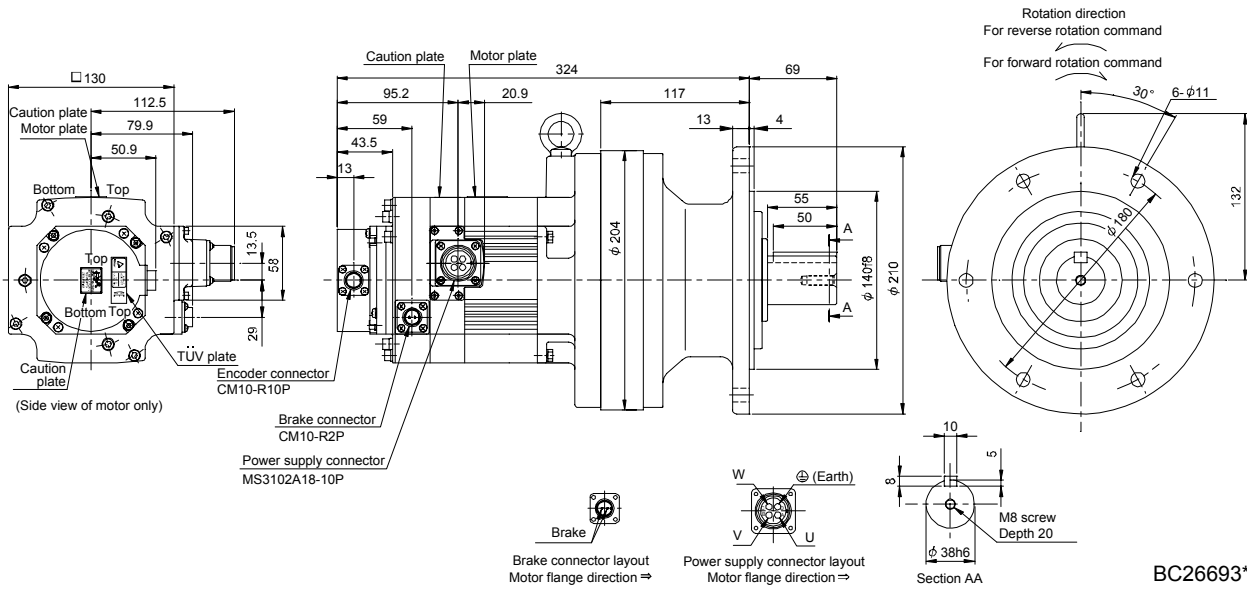 Rotation direction
For reverse rotation command
For forward rotation command
30°
6-ϕ11
132
ϕ180
□130
112.5
79.9
50.9
Caution plate
Motor plate
Bottom
Top
Top
Bottom
Top
13.5
58
29
TÜV plate
Caution
plate
(Side view of motor only)
Caution plate
Motor plate
324
69
95.2
20.9
117
59
13
4
43.5
13
55
50
A
A
ϕ204
ϕ140f8
ϕ210
Encoder connector
CM10-R10P
Brake connector
CM10-R2P
Power supply connector
MS3102A18-10P
Brake
Brake connector layout
Motor flange direction ⇒
W
⏚ (Earth)
V
U
Power supply connector layout
Motor flange direction ⇒
10
5
8
M8 screw
Depth 20
ϕ38h6
Section AA
BC26693*